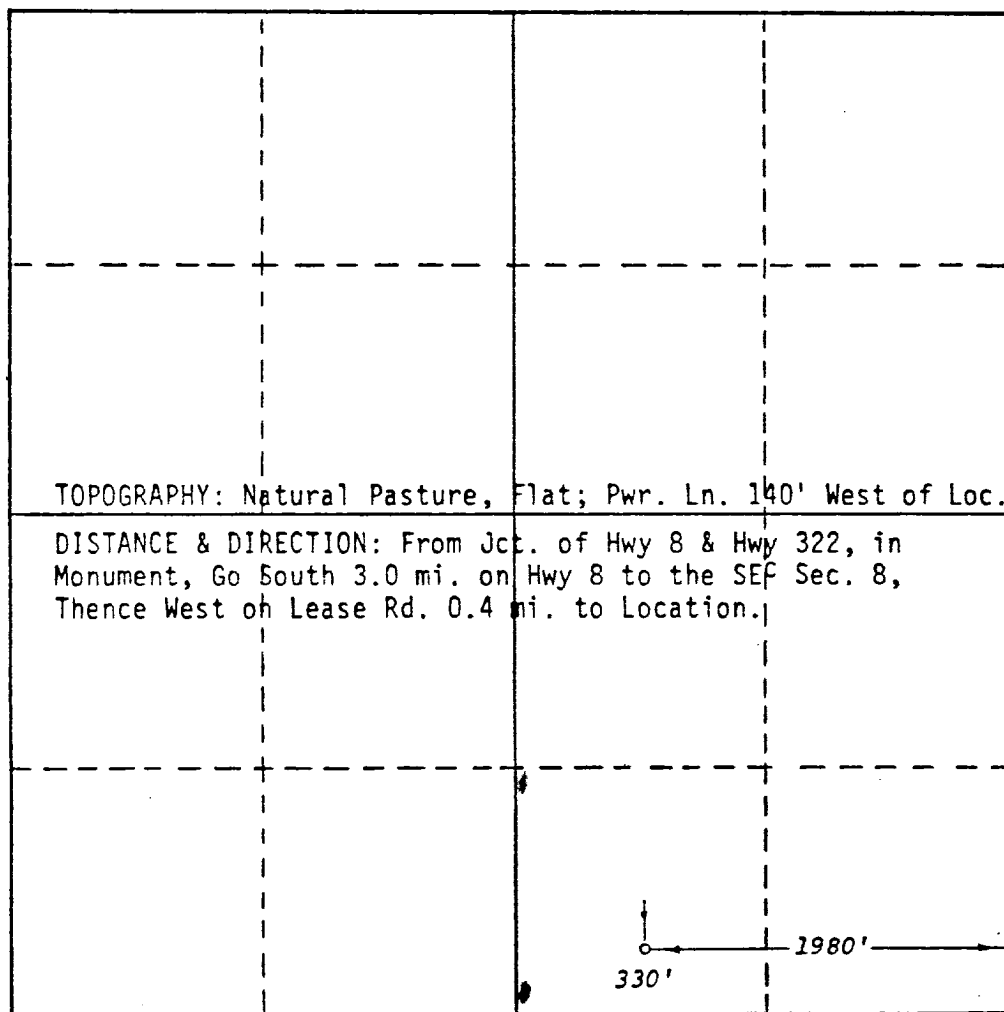 TOPOGRAPHY: Natural Pasture, Flat; Pwr. Ln. 140' West of Loc.
DISTANCE & DIRECTION: From Jct. of Hwy 8 & Hwy 322, in
Monument, Go South 3.0 mi. on Hwy 8 to the SEF Sec. 8,
Thence West on Lease Rd. 0.4 mi. to Location.
1980'
330'